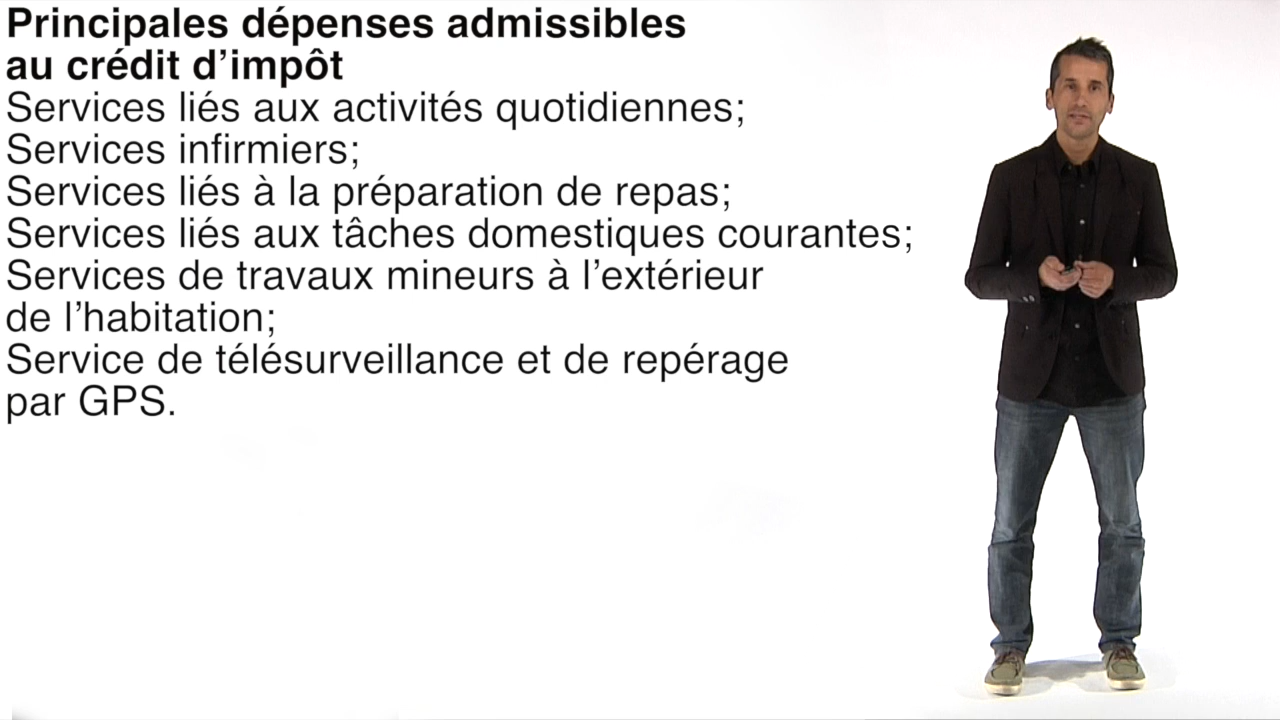 Principales dépenses admissibles
au crédit d’impôt
Services liés aux activités quotidiennes;
Services infirmiers;
Services liés à la préparation de repas;
Services liés aux tâches domestiques courantes;
Services de travaux mineurs à l’extérieur
de l’habitation;
Service de télésurveillance et de repérage
par GPS.